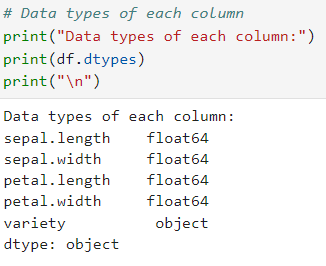 # Data types of each column
print("Data types of each column:")
print(df.dtypes)
print("\n")
Data types of each column:
sepal.length    float64
sepal.width     float64
petal.length    float64
petal.width     float64
variety          object
dtype: object